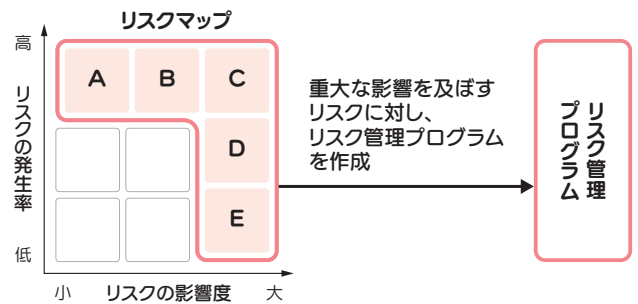 リスクマップ
高
リスクの発生率
低
A
B
C
D
E
小
リスクの影響度
大
重大な影響を及ぼす
リスクに対し、
リスク管理プログラム
を作成
リスク管理
プログラム